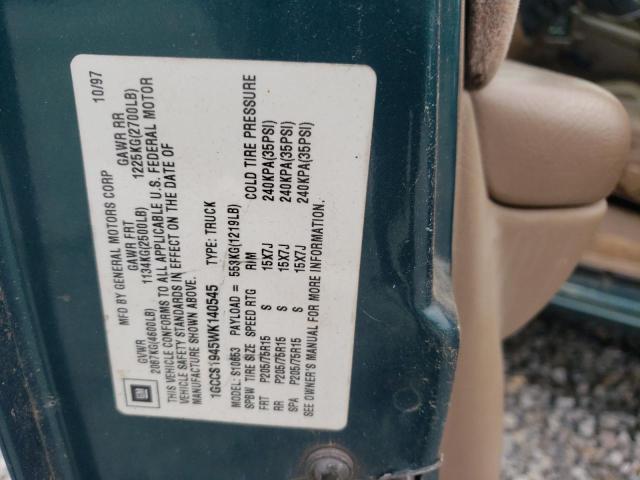 GM
MFD BY GENERAL MOTORS CORP 10/97
GVWR GAWR FRT GAWR RR
2087KG(4600LB) 1134KG(2500LB) 1225KG(2700LB)
THIS VEHICLE CONFORMS TO ALL APPLICABLE U.S. FEDERAL MOTOR
VEHICLE SAFETY STANDARDS IN EFFECT ON THE DATE OF
MANUFACTURE SHOWN ABOVE.
1GCCS1945WK140545 TYPE: TRUCK
MODEL: S10653 PAYLOAD = 553KG(1219LB)
SPBW TIRE SIZE SPEED RTG RIM COLD TIRE PRESSURE
FRT P205/75R15 S 15X7J 240KPA(35PSI)
RR P205/75R15 S 15X7J 240KPA(35PSI)
SPA P205/75R15 S 15X7J 240KPA(35PSI)
SEE OWNER'S MANUAL FOR MORE INFORMATION.